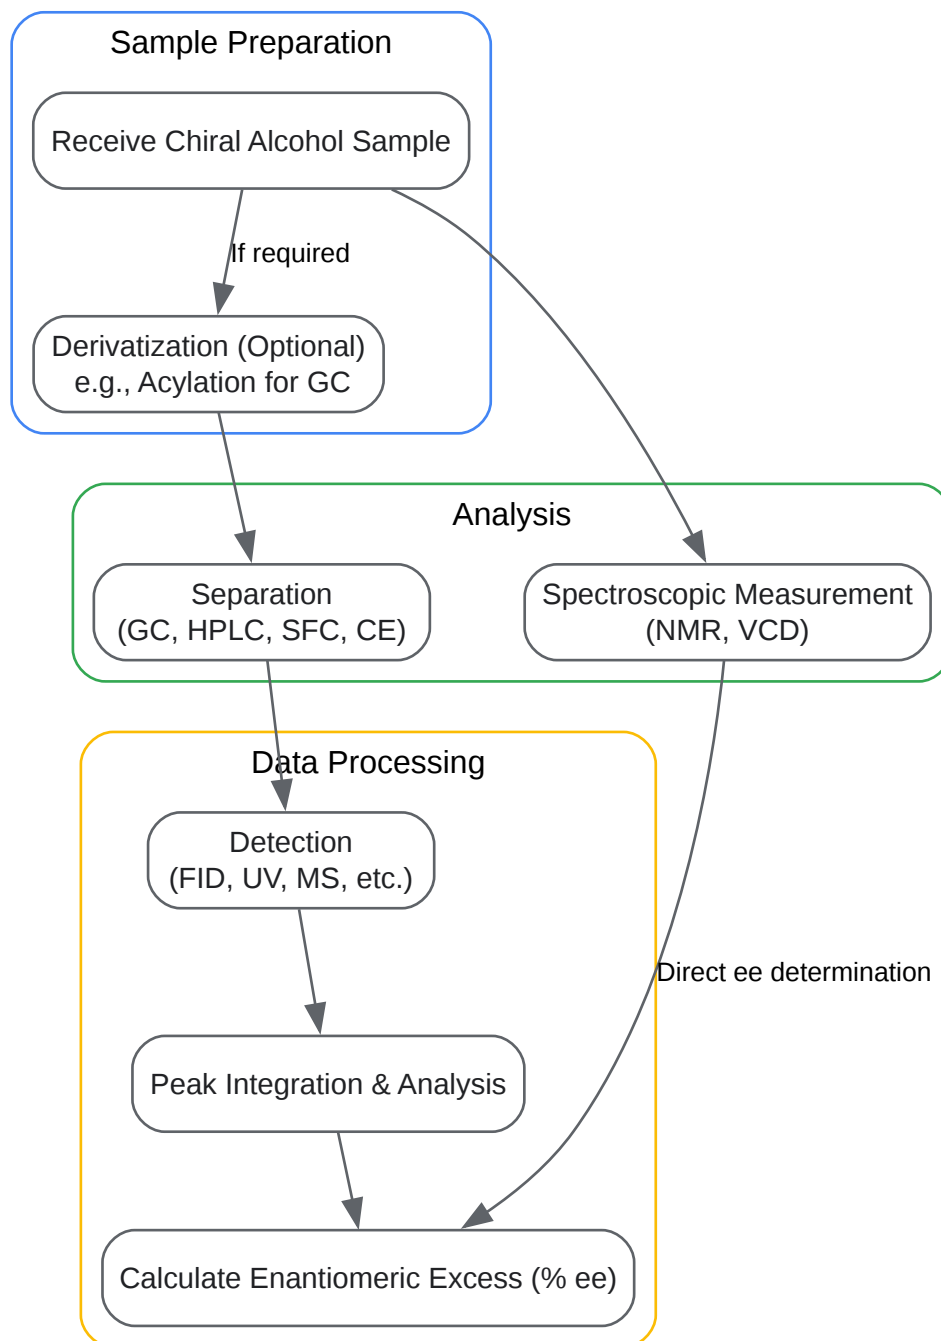 Sample Preparation
Receive Chiral Alcohol Sample
If required
Derivatization (Optional)
e.g., Acylation for GC
Analysis
Separation
(GC, HPLC, SFC, CE)
Spectroscopic Measurement
(NMR, VCD)
Data Processing
Detection
(FID, UV, MS, etc.)
Direct ee determination
Peak Integration & Analysis
Calculate Enantiomeric Excess (% ee)